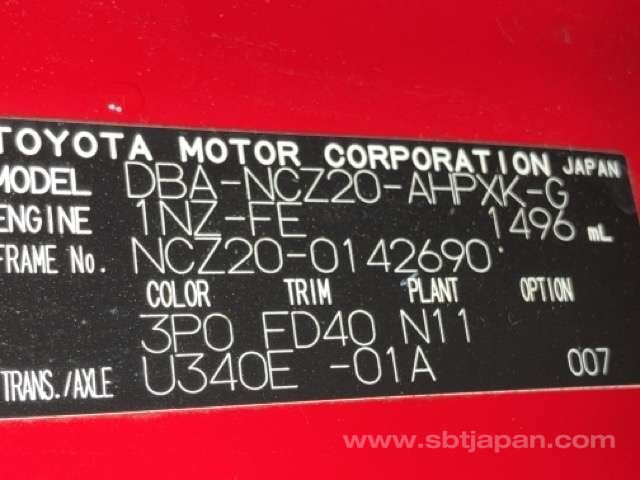 TOYOTA MOTOR CORPORATION JAPAN
MODEL DBA-NCZ20-AHPXK-G
ENGINE 1NZ-FE 1496 mL
FRAME No. NCZ20-0142690
COLOR TRIM PLANT OPTION
3P0 FD40 N11
TRANS./AXLE U340E -01A 007
www.sbtjapan.com